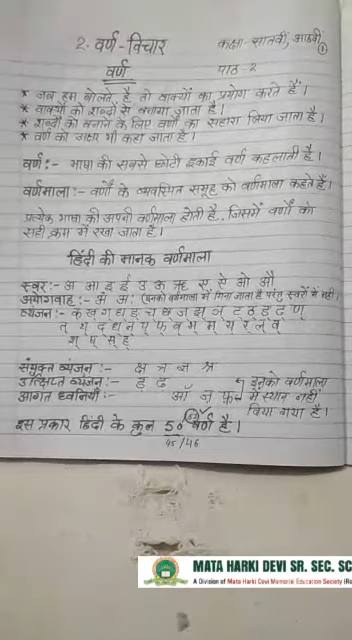 2. वर्ण-विचार
कक्षा- सातवीं, आठवीं
1
वर्ण
पाठ-2
* जब हम बोलते है, तो वाक्यों का प्रयोग करते हैं।
* वाक्यों को शब्दों से बनाया जाता है।
* शब्दों को बनाने के लिए वर्णों का सहारा लिया जाता है।
* वर्ण को अक्षर भी कहा जाता है।
वर्ण:- भाषा की सबसे छोटी इकाई वर्ण कहलाती है।
वर्णमाला:- वर्णों के व्यवस्थित समूह को वर्णमाला कहते हैं।
प्रत्येक भाषा की अपनी वर्णमाला होती है, जिसमें वर्णों को
सही क्रम में रखा जाता है।
हिंदी की मानक वर्णमाला
स्वर:- अ आ इ ई उ ऊ ऋ ए ऐ ओ औ
अयोगवाह:- अं अः (इनको वर्णमाला में गिना जाता है परंतु स्वरों में नहीं)
व्यंजन:- क् ख् ग् घ् ङ् च् छ् ज् झ् ञ् ट् ठ् ड् ढ् ण्
त् थ् द् ध् न् प् फ् ब् भ् म् य् र् ल् व्
श् ष् स् ह्
संयुक्त व्यंजन:- क्ष त्र ज्ञ श्र
उत्क्षिप्त व्यंजन:- ड़ ढ़
आगत ध्वनियाँ:- ऑ ज़ फ़
इनको वर्णमाला
में स्थान नहीं
दिया गया है।
इस प्रकार हिंदी के कुल 50 वर्ण है।
45/46
MATA HARKI DEVI SR. SEC. SC
A Division of Mata Harki Devi Memorial Education Society (Re